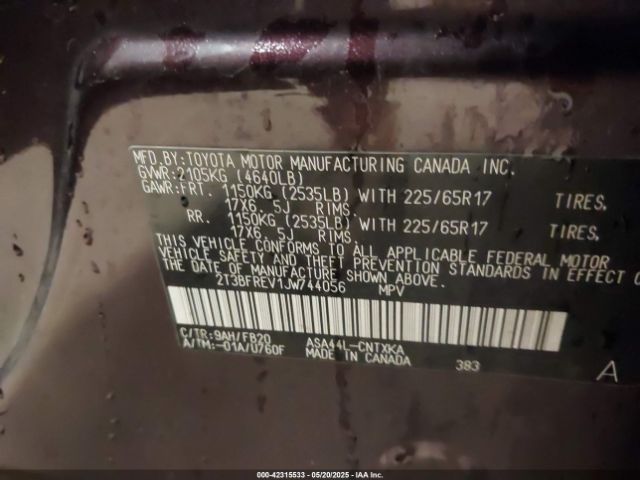 MFD.BY:TOYOTA MOTOR MANUFACTURING CANADA INC.
GVWR:2105KG (4640LB)
GAWR:FRT. 1150KG (2535LB) WITH 225/65R17 TIRES.
17X6. 5J RIMS.
RR. 1150KG (2535LB) WITH 225/65R17 TIRES.
17X6. 5J RIMS.
THIS VEHICLE CONFORMS TO ALL APPLICABLE FEDERAL MOTOR
VEHICLE SAFETY AND THEFT PREVENTION STANDARDS IN EFFECT
THE DATE OF MANUFACTURE SHOWN ABOVE.
2T3BFREV1JW744056 MPV
C/TR:9AH/FB20 ASA44L-CNTXKA
A/TM:-01A/U760F MADE IN CANADA 383 A
000-42315533 - 05/20/2025 - IAA Inc.